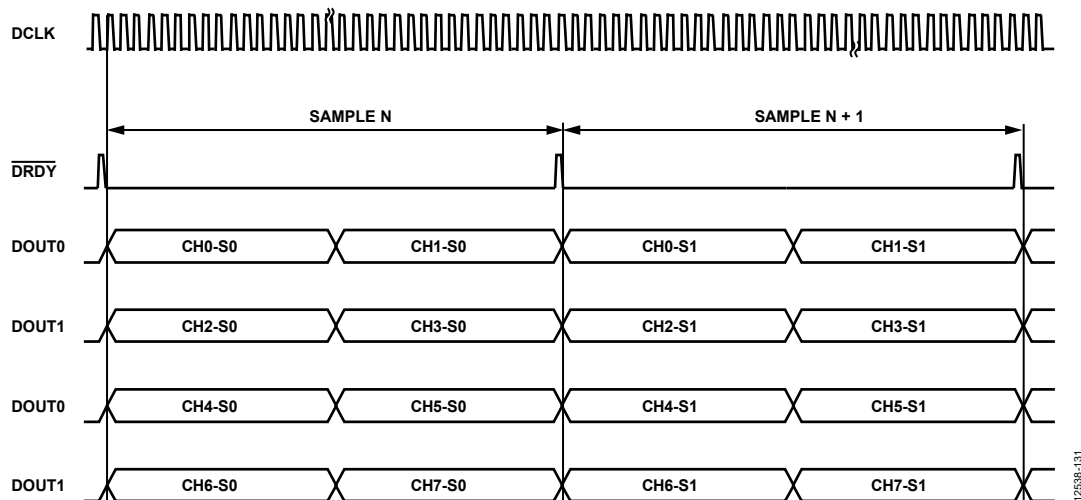 DCLK
SAMPLE N SAMPLE N + 1
DRDY
DOUT0 CH0-S0 CH1-S0 CH0-S1 CH1-S1
DOUT1 CH2-S0 CH3-S0 CH2-S1 CH3-S1
DOUT0 CH4-S0 CH5-S0 CH4-S1 CH5-S1
DOUT1 CH6-S0 CH7-S0 CH6-S1 CH7-S1
12538-131